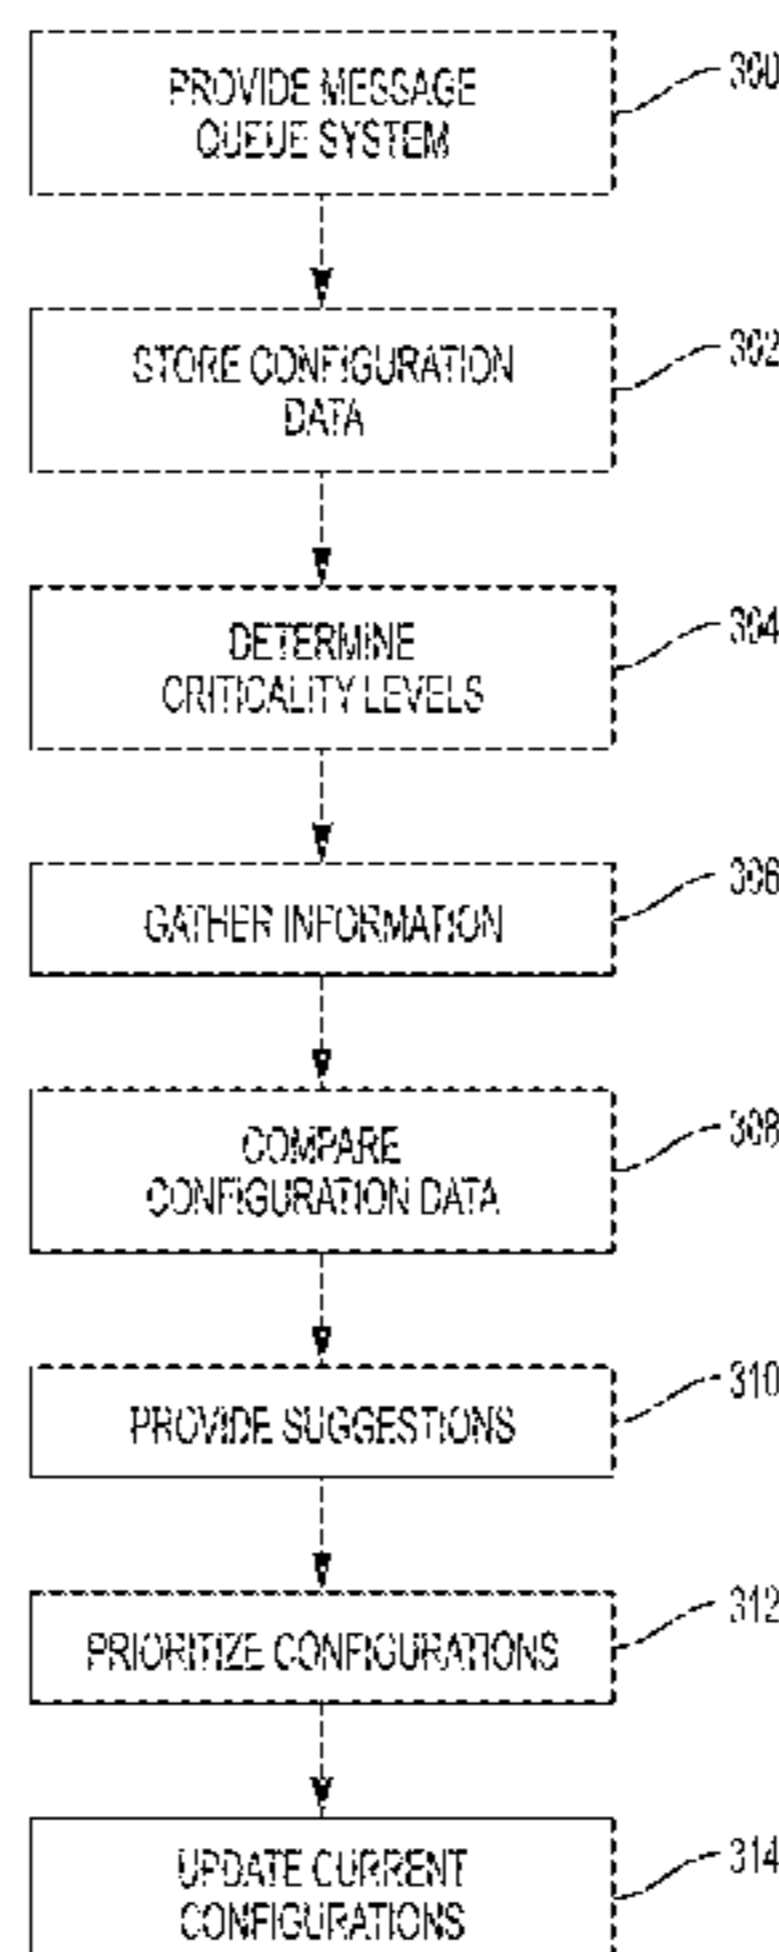 PROVIDE MESSAGE
QUEUE SYSTEM
300
STORE CONFIGURATION
DATA
302
DETERMINE
CRITICALITY LEVELS
304
GATHER INFORMATION
306
COMPARE
CONFIGURATION DATA
308
PROVIDE SUGGESTIONS
310
PRIORITIZE CONFIGURATIONS
312
UPDATE CURRENT
CONFIGURATIONS
314